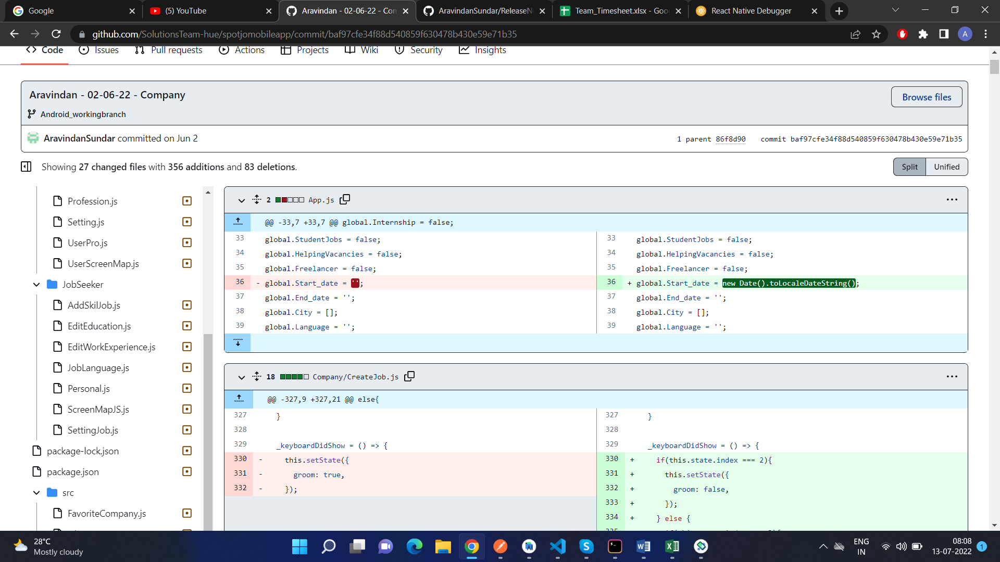 Google
(5) YouTube
Aravindan - 02-06-22 - Com
AravindanSundar/ReleaseN
Team_Timesheet.xlsx - Goo
React Native Debugger
github.com/SolutionsTeam-hue/spotjomobileapp/commit/baf97cfe34f88d540859f630478b430e59e71b35
A
Code
Issues
Pull requests
Actions
Projects
Wiki
Security
Insights
Aravindan - 02-06-22 - Company
Browse files
Android_workingbranch
AravindanSundar committed on Jun 2
1 parent 86f8d90 commit baf97cfe34f88d540859f630478b430e59e71b35
Showing 27 changed files with 356 additions and 83 deletions.
Split
Unified
Profession.js
Setting.js
UserPro.js
UserScreenMap.js
JobSeeker
AddSkilJob.js
EditEducation.js
EditWorkExperience.js
JobLanguage.js
Personal.js
ScreenMapJS.js
SettingJob.js
package-lock.json
package.json
src
FavoriteCompany.js
2 App.js
@@ -33,7 +33,7 @@ global.Internship = false;
33 global.StudentJobs = false;
34 global.HelpingVacancies = false;
35 global.Freelancer = false;
36 - global.Start_date = '';
37 global.End_date = '';
38 global.City = [];
39 global.Language = '';
33 global.StudentJobs = false;
34 global.HelpingVacancies = false;
35 global.Freelancer = false;
36 + global.Start_date = new Date().toLocaleDateString();
37 global.End_date = '';
38 global.City = [];
39 global.Language = '';
18 Company/CreateJob.js
@@ -327,9 +327,21 @@ else{
327 }
328
329 _keyboardDidShow = () => {
330 - this.setState({
331 - groom: true,
332 - });
327 }
328
329 _keyboardDidShow = () => {
330 + if(this.state.index === 2){
331 + this.setState({
332 + groom: false,
333 + });
334 + } else {
28°C
Mostly cloudy
ENG
IN
08:08
13-07-2022
1